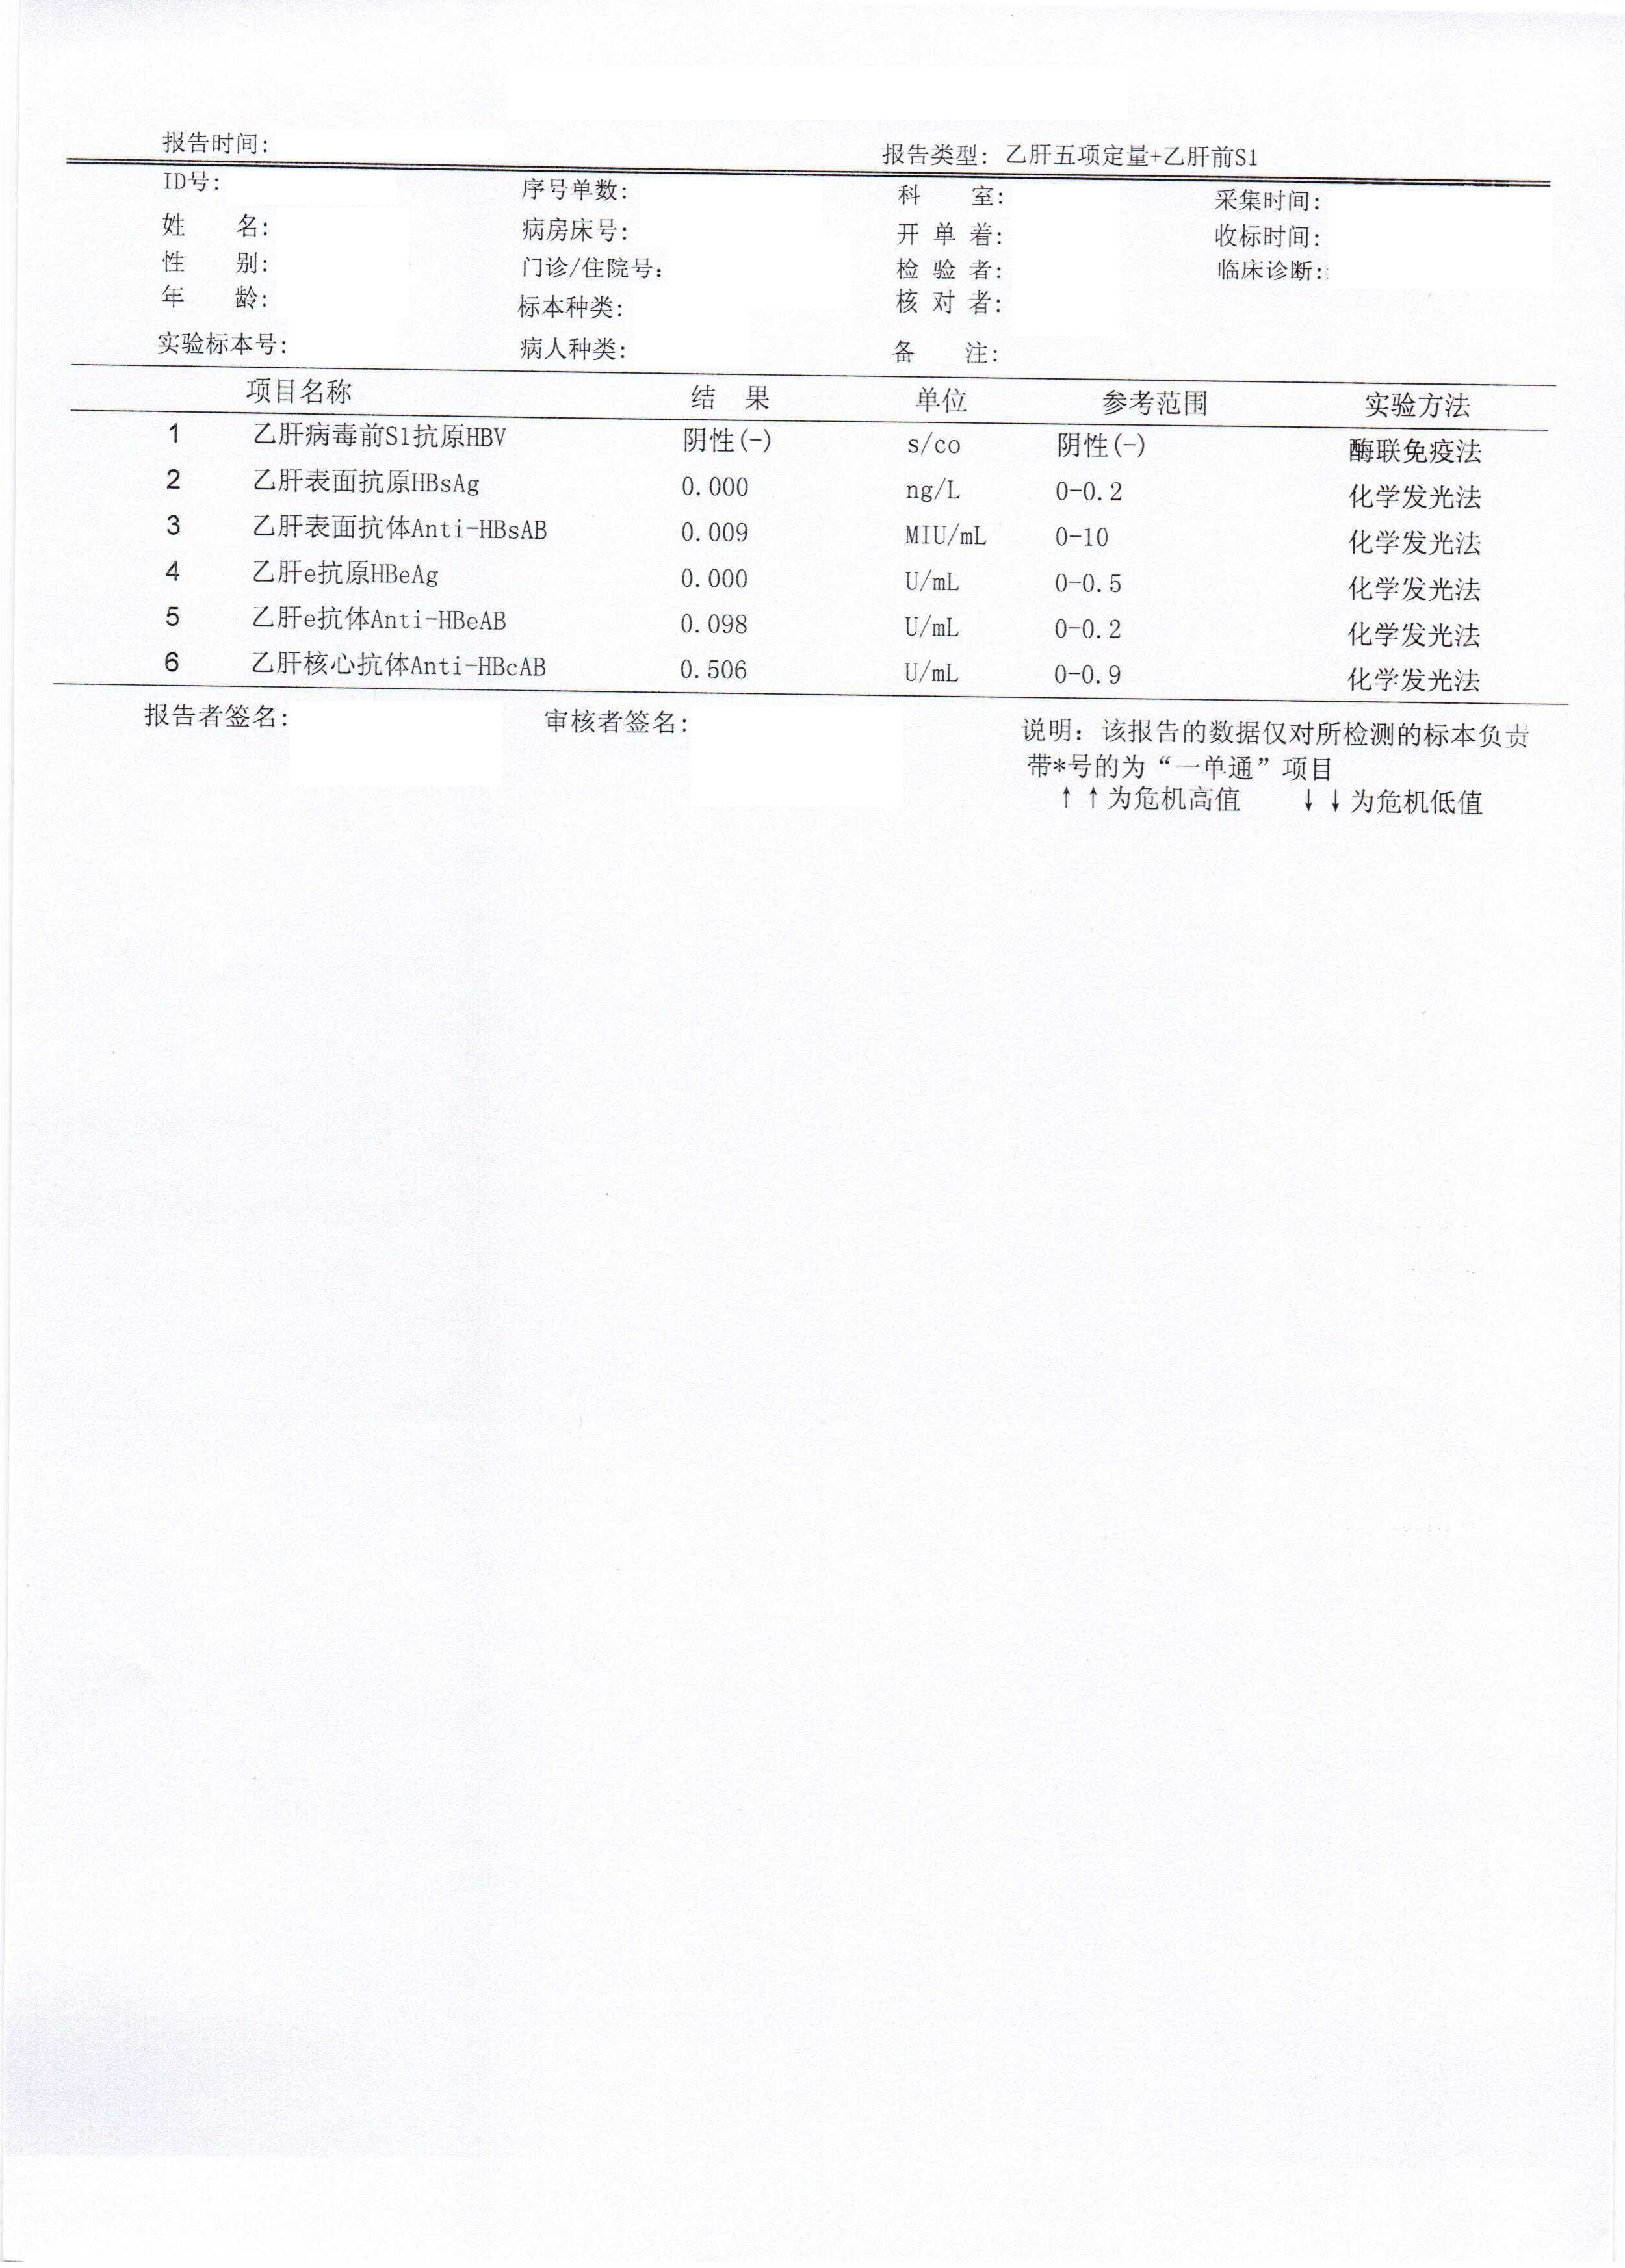 报告时间:
报告类型: 乙肝五项定量+乙肝前S1
ID号: 序号单数: 科 室: 采集时间:
姓 名: 病房床号: 开 单 着: 收标时间:
性 别: 门诊/住院号: 检 验 者: 临床诊断:
年 龄: 标本种类: 核 对 者:
实验标本号: 病人种类: 备 注:
项目名称 结 果 单位 参考范围 实验方法
1 乙肝病毒前S1抗原HBV 阴性(-) s/co 阴性(-) 酶联免疫法
2 乙肝表面抗原HBsAg 0.000 ng/L 0-0.2 化学发光法
3 乙肝表面抗体Anti-HBsAB 0.009 MIU/mL 0-10 化学发光法
4 乙肝e抗原HBeAg 0.000 U/mL 0-0.5 化学发光法
5 乙肝e抗体Anti-HBeAB 0.098 U/mL 0-0.2 化学发光法
6 乙肝核心抗体Anti-HBcAB 0.506 U/mL 0-0.9 化学发光法
报告者签名: 审核者签名: 说明: 该报告的数据仅对所检测的标本负责
带*号的为“一单通”项目
↑↑为危机高值 ↓↓为危机低值